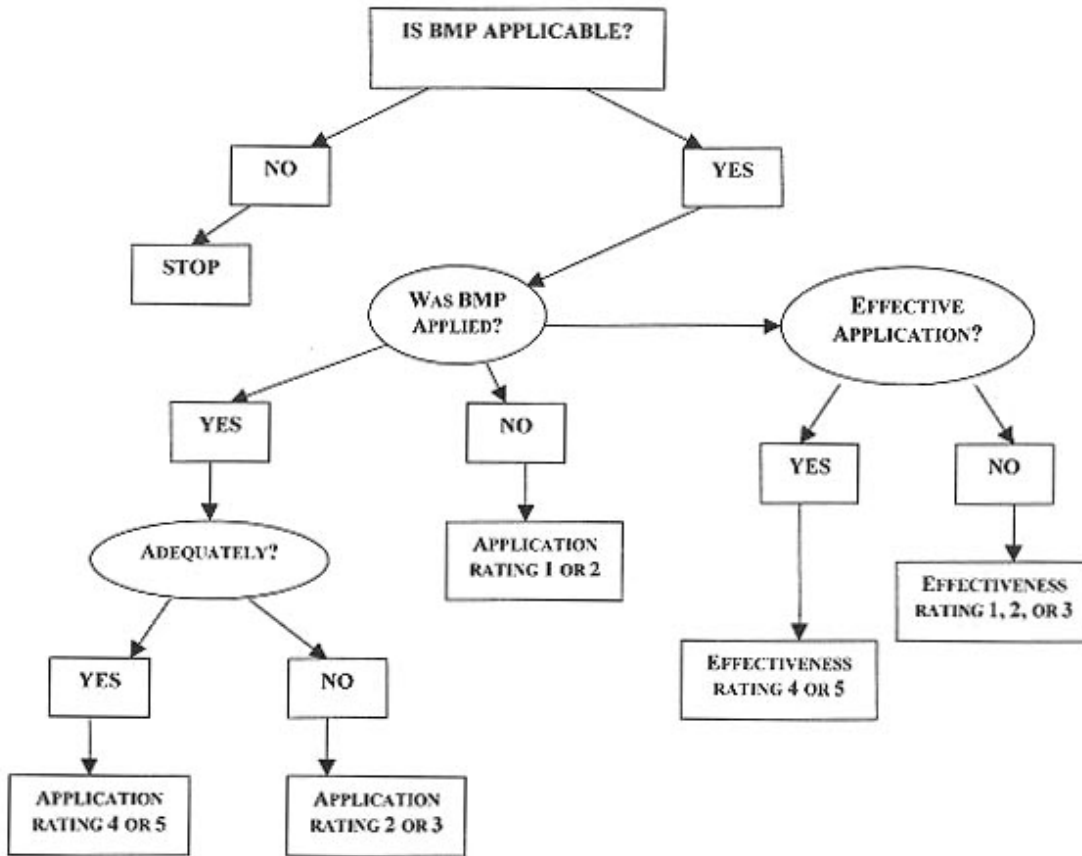 IS BMP APPLICABLE?
NO
YES
STOP
WAS BMP
APPLIED?
EFFECTIVE
APPLICATION?
YES
NO
YES
NO
ADEQUATELY?
APPLICATION
RATING 1 OR 2
EFFECTIVENESS
RATING 1, 2, OR 3
YES
NO
EFFECTIVENESS
RATING 4 OR 5
APPLICATION
RATING 4 OR 5
APPLICATION
RATING 2 OR 3